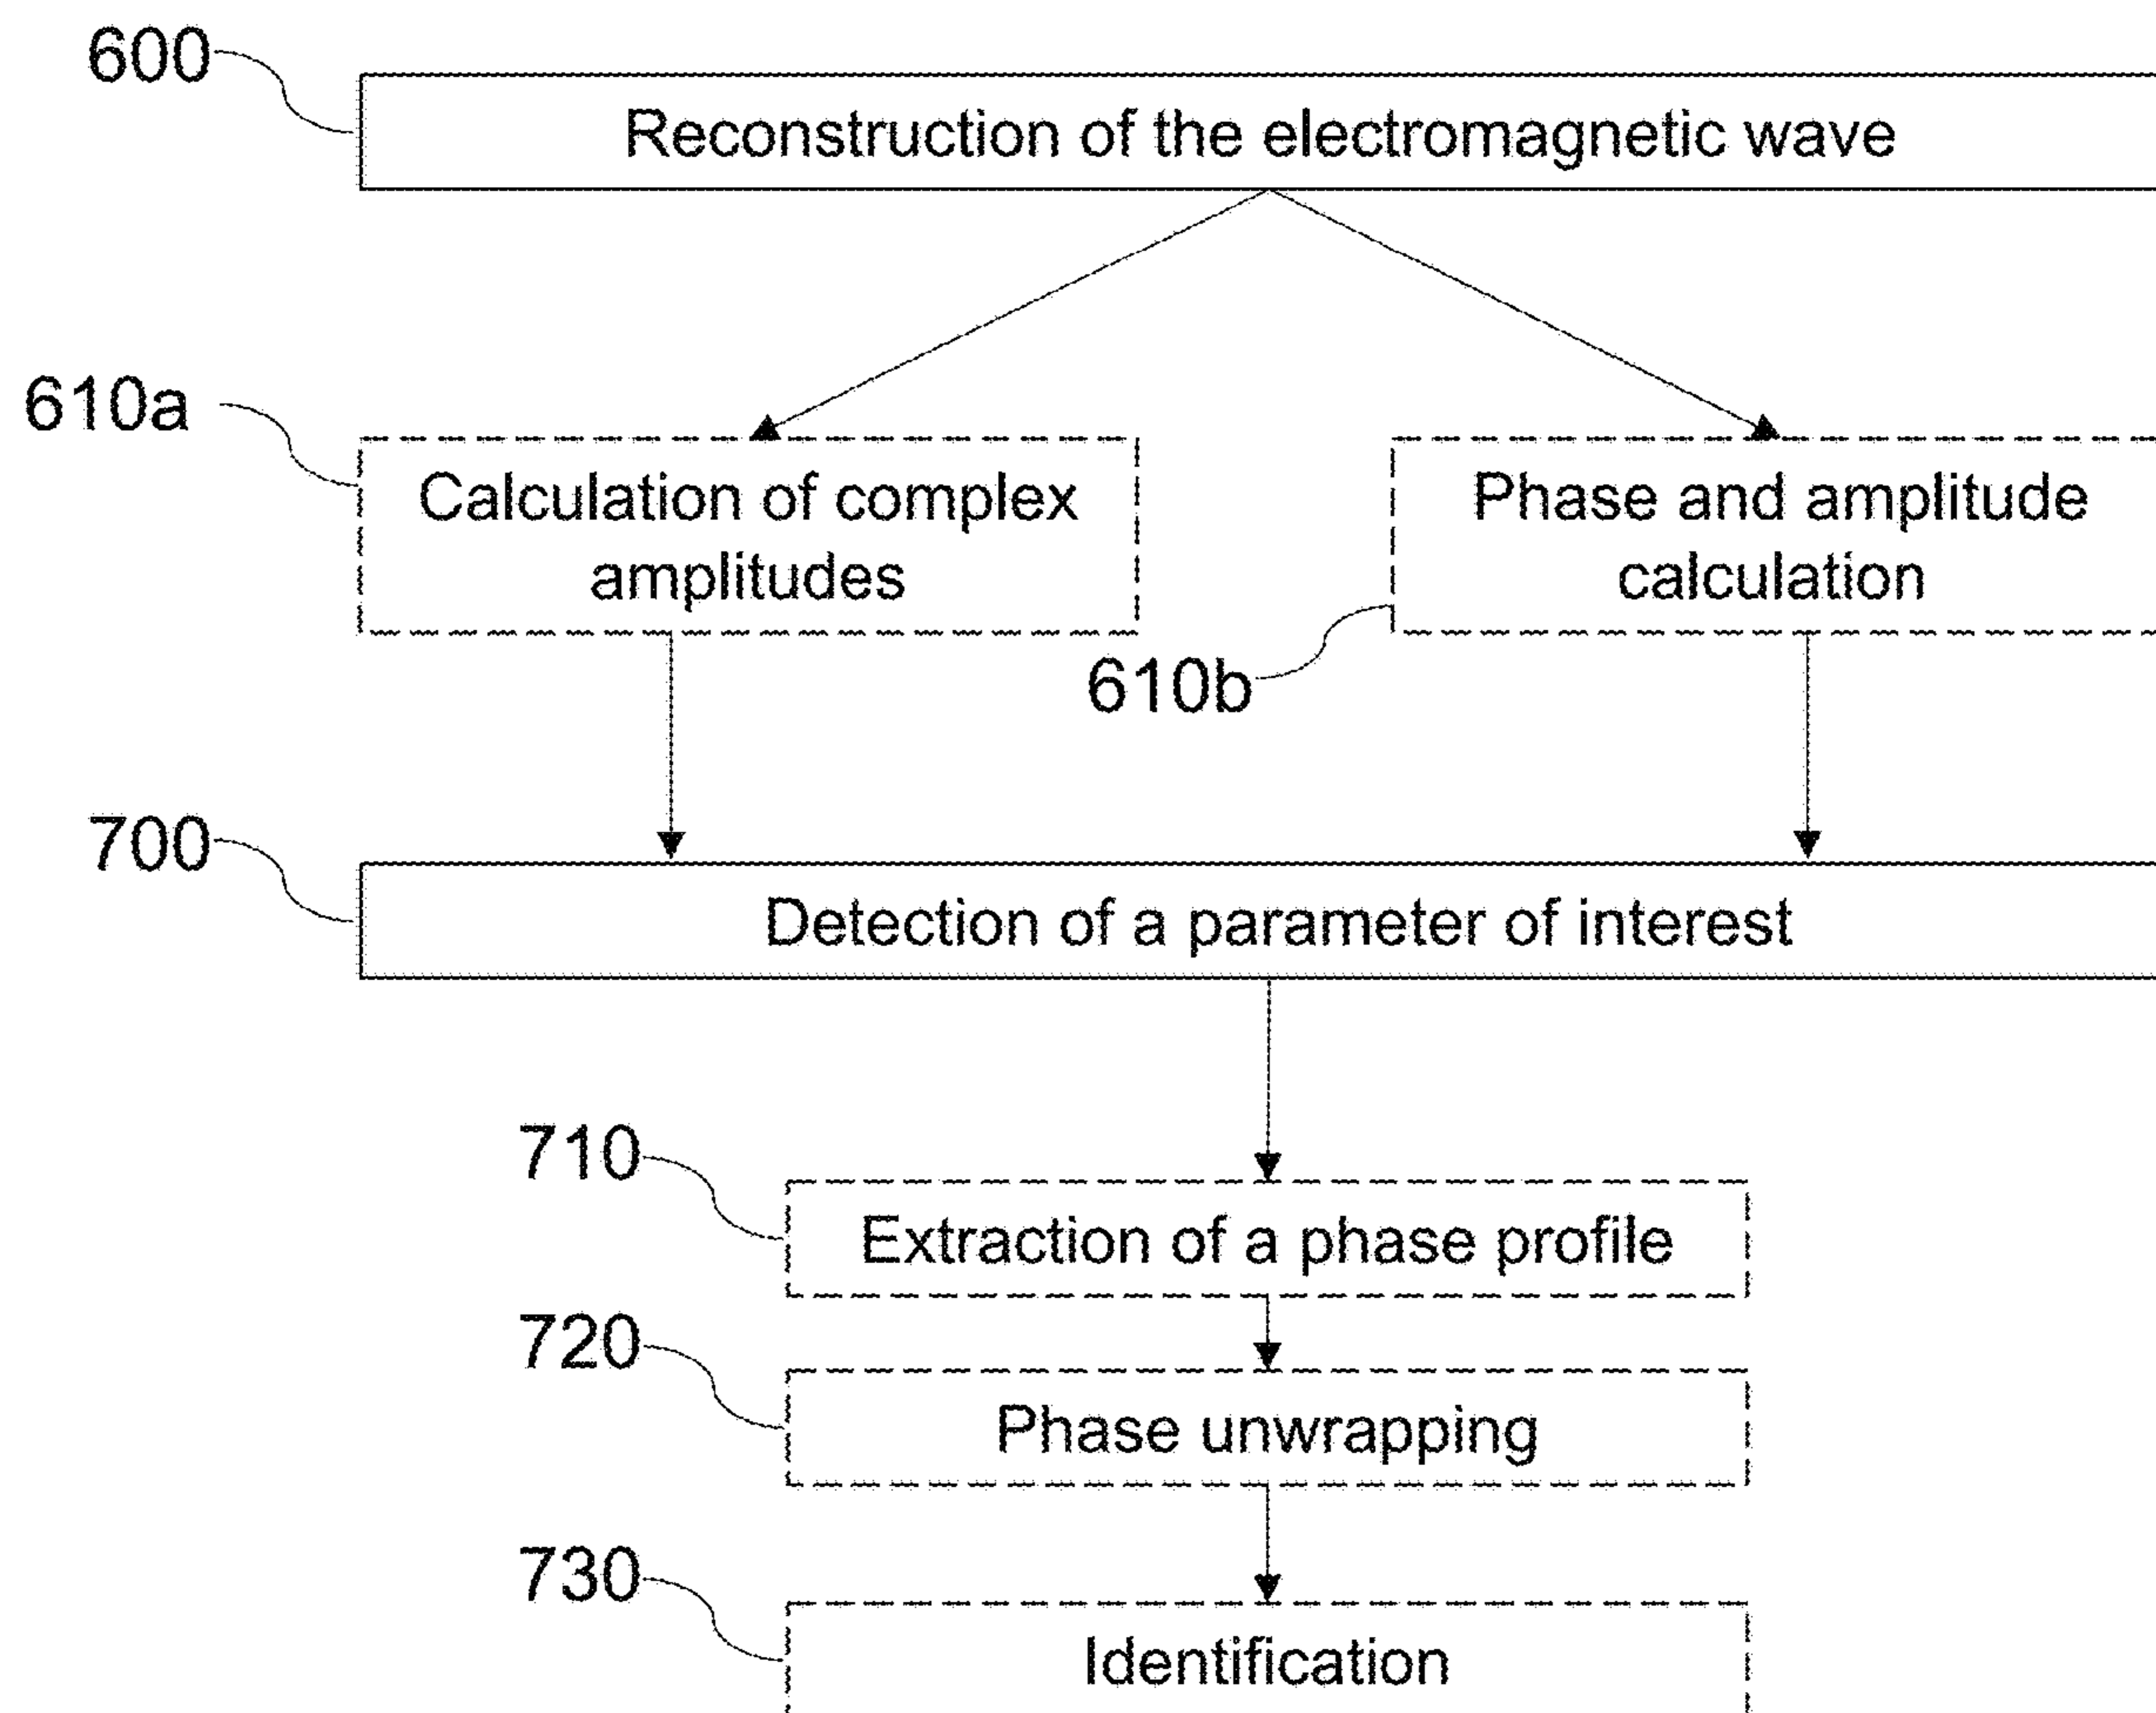 600
Reconstruction of the electromagnetic wave
610a
Calculation of complex
amplitudes
Phase and amplitude
calculation
610b
700
Detection of a parameter of interest
710
Extraction of a phase profile
720
Phase unwrapping
730
Identification